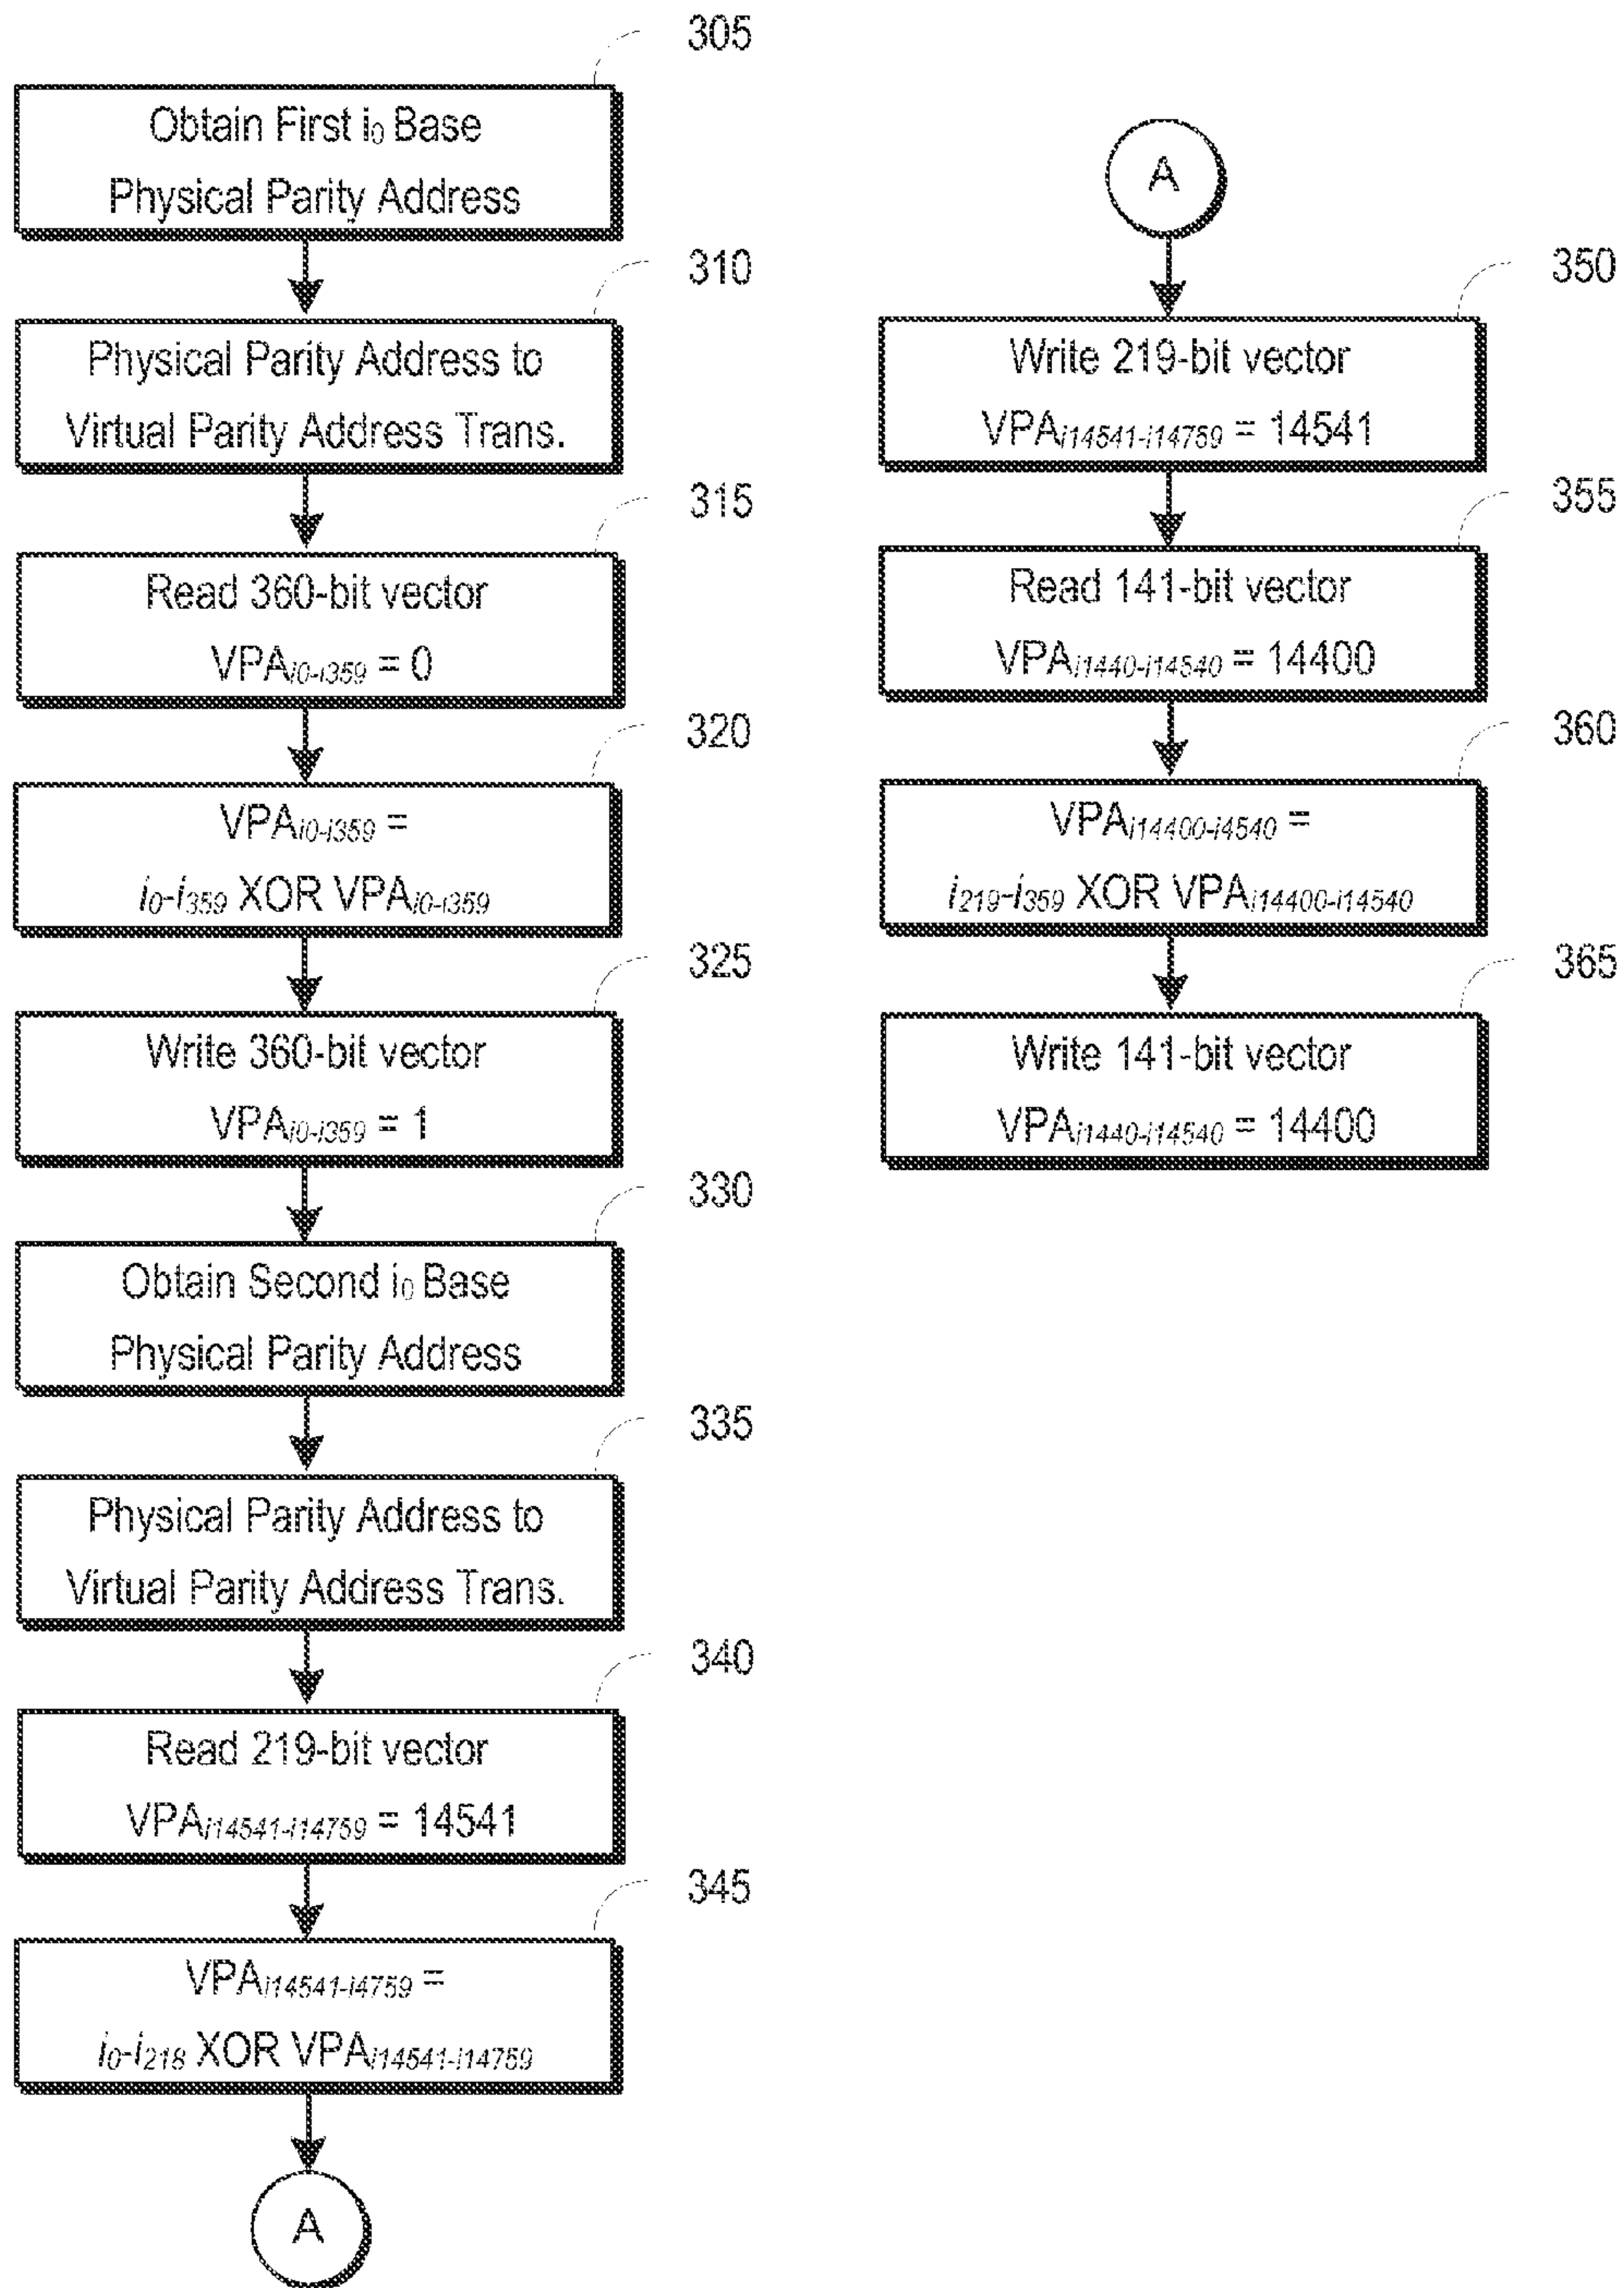 305
Obtain First i₀ Base
Physical Parity Address
310
Physical Parity Address to
Virtual Parity Address Trans.
315
Read 360-bit vector
VPAi0-i359 = 0
320
VPAi0-i359 =
i0-i359 XOR VPAi0-i359
325
Write 360-bit vector
VPAi0-i359 = 1
330
Obtain Second i₀ Base
Physical Parity Address
335
Physical Parity Address to
Virtual Parity Address Trans.
340
Read 219-bit vector
VPAi14541-i14759 = 14541
345
VPAi14541-i4759 =
i0-i218 XOR VPAi14541-i14759
A
A
350
Write 219-bit vector
VPAi14541-i14759 = 14541
355
Read 141-bit vector
VPAi1440-i14540 = 14400
360
VPAi14400-i4540 =
i219-i359 XOR VPAi14400-i14540
365
Write 141-bit vector
VPAi1440-i14540 = 14400